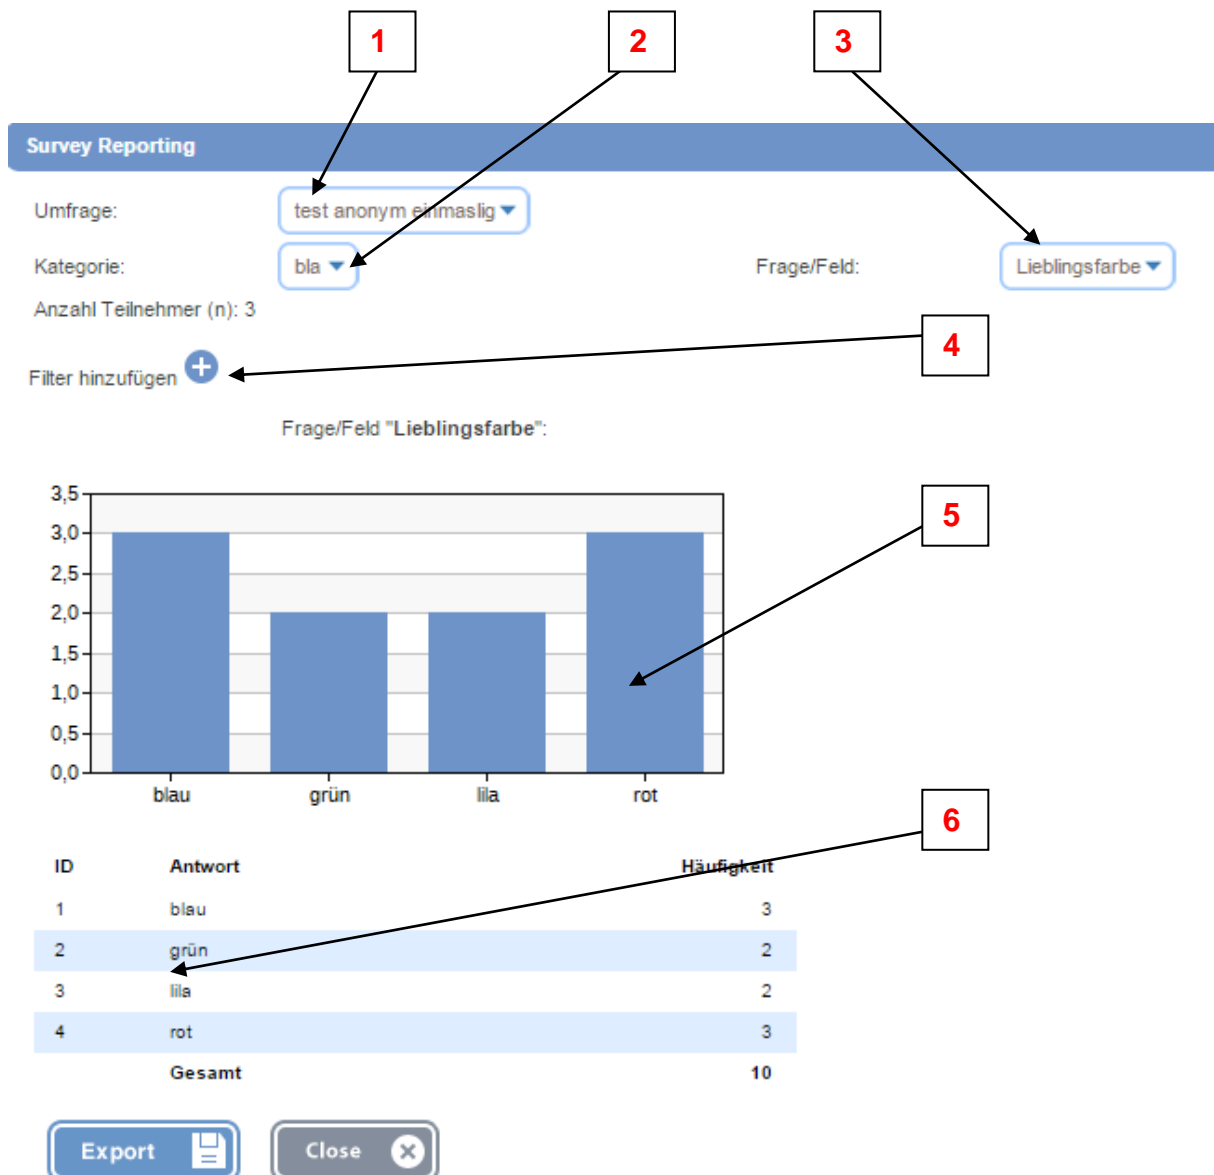 1 2 3
Survey Reporting
Umfrage: test anonym einmaslig
Kategorie: bla Frage/Feld: Lieblingsfarbe
Anzahl Teilnehmer (n): 3
4
Filter hinzufügen
Frage/Feld "Lieblingsfarbe":
3,5
5
3,0
2,5
2,0
1,5
1,0
0,5
0,0
blau grün lila rot
6
ID Antwort Häufigkeit
1 blau 3
2 grün 2
3 lila 2
4 rot 3
Gesamt 10
Export Close